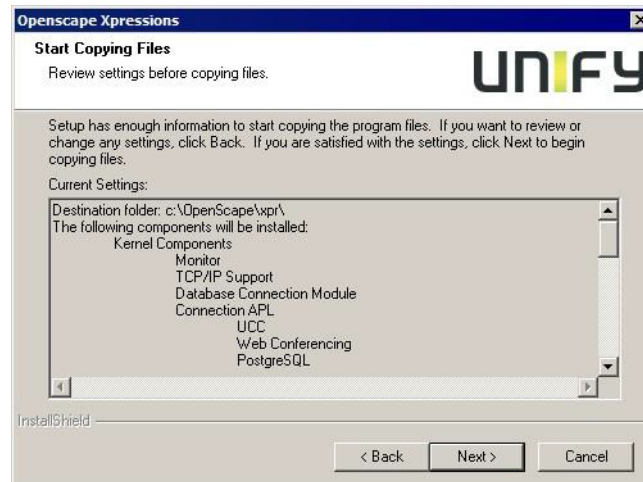 Openscape Xpressions
Start Copying Files
Review settings before copying files.
UNIFY
Setup has enough information to start copying the program files. If you want to review or
change any settings, click Back. If you are satisfied with the settings, click Next to begin
copying files.
Current Settings:
Destination folder: c:\OpenScape\xpr\
The following components will be installed:
Kernel Components
Monitor
TCP/IP Support
Database Connection Module
Connection APL
UCC
Web Conferencing
PostgreSQL
InstallShield
< Back
Next >
Cancel